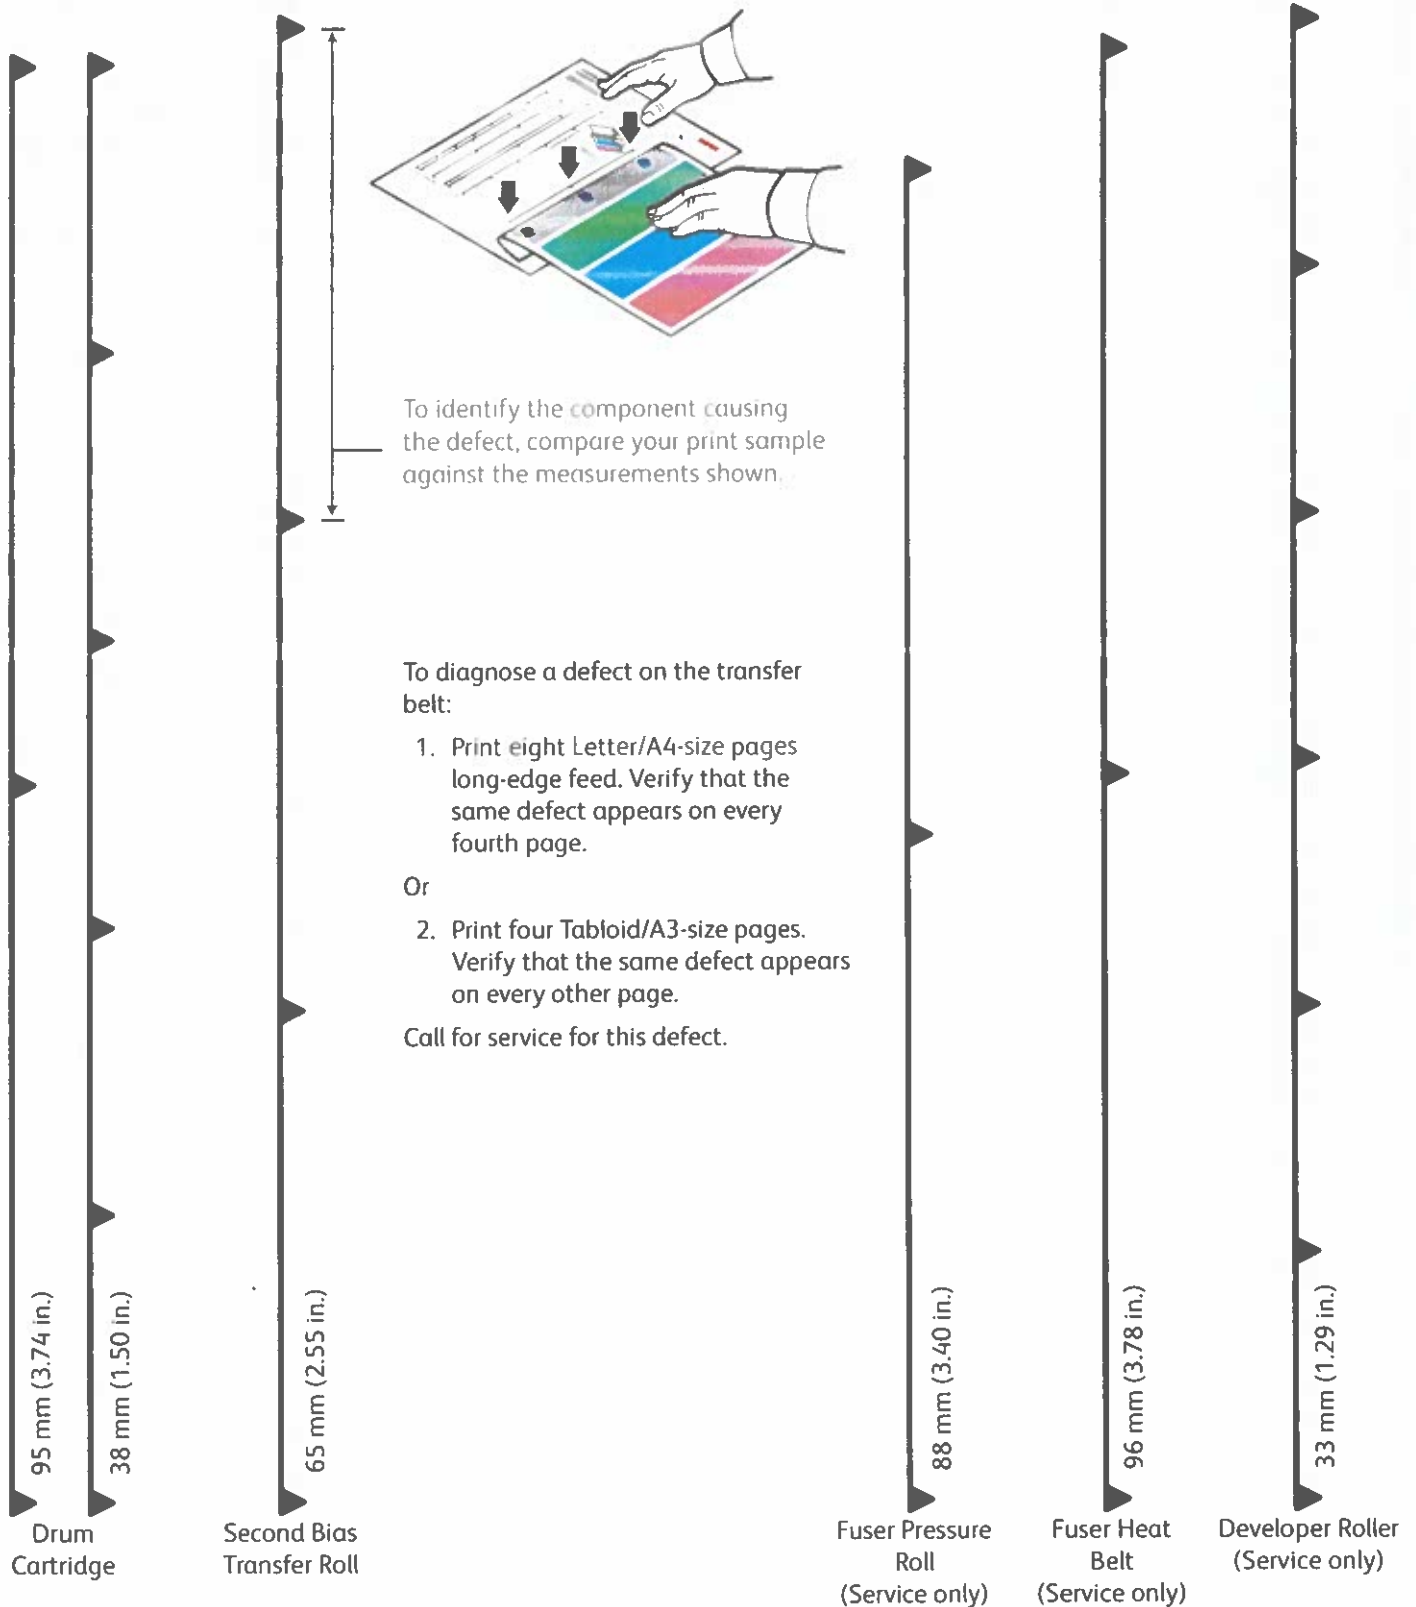 To identify the component causing
the defect, compare your print sample
against the measurements shown.
To diagnose a defect on the transfer
belt:
1. Print eight Letter/A4-size pages
long-edge feed. Verify that the
same defect appears on every
fourth page.
Or
2. Print four Tabloid/A3-size pages.
Verify that the same defect appears
on every other page.
Call for service for this defect.
95 mm (3.74 in.)
38 mm (1.50 in.)
65 mm (2.55 in.)
88 mm (3.40 in.)
96 mm (3.78 in.)
33 mm (1.29 in.)
Drum
Cartridge
Second Bias
Transfer Roll
Fuser Pressure
Roll
(Service only)
Fuser Heat
Belt
(Service only)
Developer Roller
(Service only)